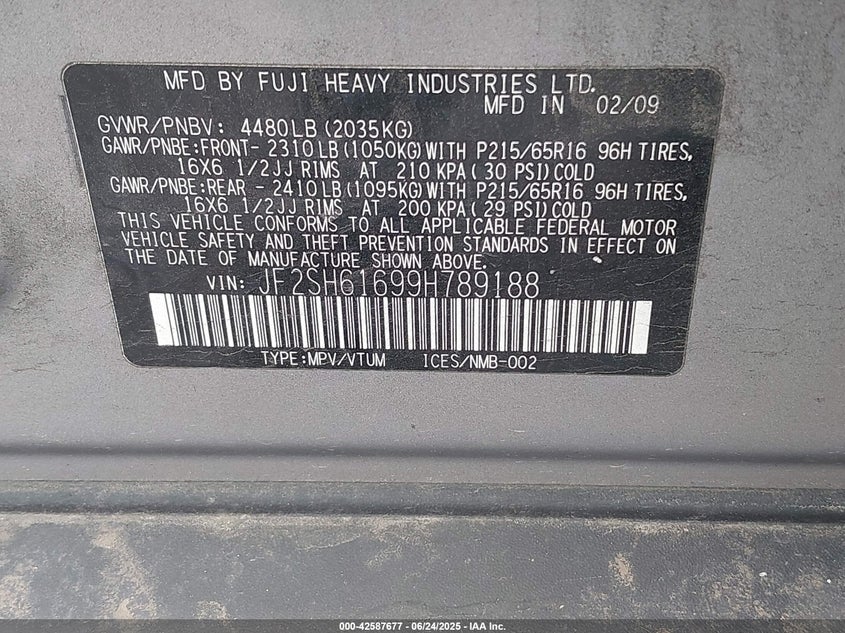 MFD BY FUJI HEAVY INDUSTRIES LTD.
MFD IN 02/09
GVWR/PNBV: 4480LB (2035KG)
GAWR/PNBE:FRONT- 2310LB (1050KG) WITH P215/65R16 96H TIRES,
16X6 1/2JJ RIMS AT 210 KPA (30 PSI) COLD
GAWR/PNBE:REAR - 2410LB (1095KG) WITH P215/65R16 96H TIRES,
16X6 1/2JJ RIMS AT 200 KPA (29 PSI) COLD
THIS VEHICLE CONFORMS TO ALL APPLICABLE FEDERAL MOTOR
VEHICLE SAFETY AND THEFT PREVENTION STANDARDS IN EFFECT ON
THE DATE OF MANUFACTURE SHOWN ABOVE.
VIN: JF2SH61699H789188
TYPE:MPV/VTUM ICES/NMB-002
000-42587677 - 06/24/2025 - IAA Inc.